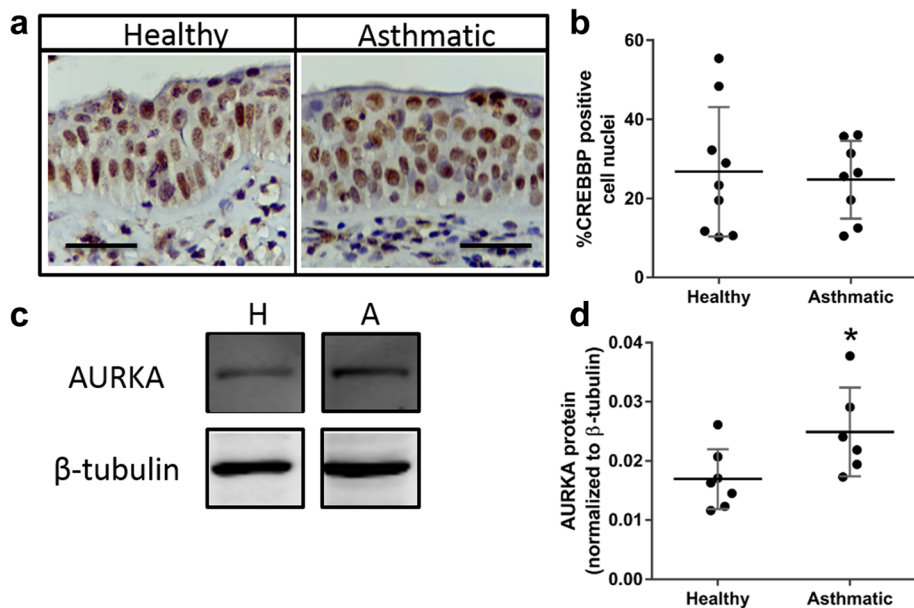 a
Healthy Asthmatic
b
%CREBBP positive
cell nuclei
60
40
20
0
Healthy Asthmatic
c
H A
AURKA
β-tubulin
d
AURKA protein
(normalized to β-tubulin)
0.04
0.03
0.02
0.01
0.00
*
Healthy Asthmatic